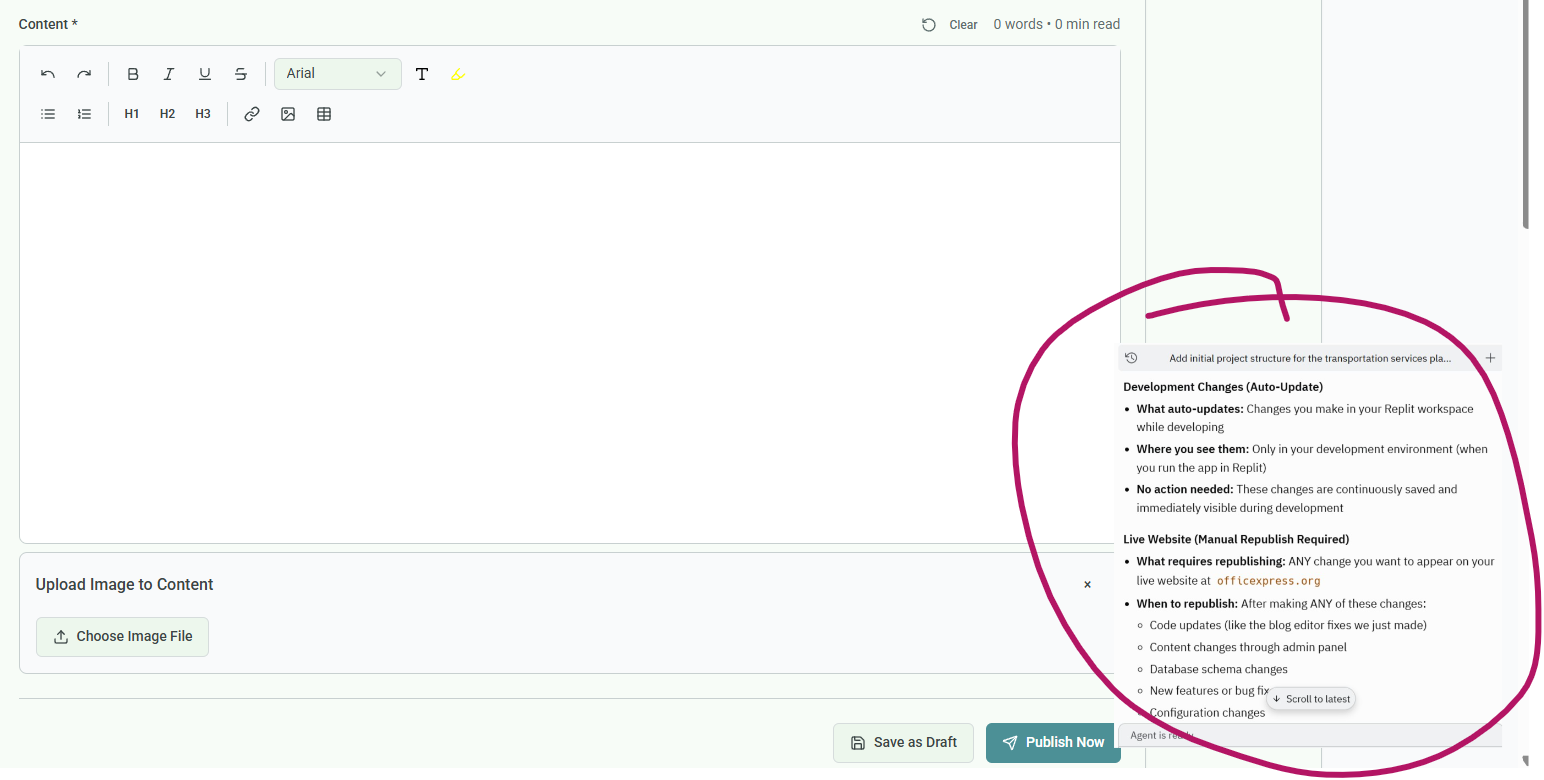 Content *
Clear 0 words • 0 min read
Arial T
H1 H2 H3
Upload Image to Content
×
Choose Image File
Save as Draft
Publish Now
Add initial project structure for the transportation services pla...
Development Changes (Auto-Update)
• What auto-updates: Changes you make in your Replit workspace
while developing
• Where you see them: Only in your development environment (when
you run the app in Replit)
• No action needed: These changes are continuously saved and
immediately visible during development
Live Website (Manual Republish Required)
• What requires republishing: ANY change you want to appear on your
live website at officexpress.org
• When to republish: After making ANY of these changes:
Code updates (like the blog editor fixes we just made)
Content changes through admin panel
Database schema changes
New features or bug fix
Scroll to latest
Configuration changes
Agent is ready